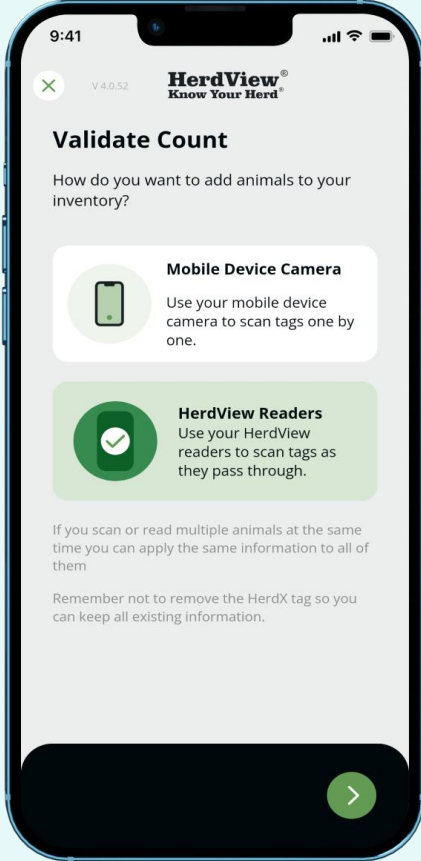 9:41
V 4.0.52
HerdView®
Know Your Herd®
Validate Count
How do you want to add animals to your
inventory?
Mobile Device Camera
Use your mobile device
camera to scan tags one by
one.
HerdView Readers
Use your HerdView
readers to scan tags as
they pass through.
If you scan or read multiple animals at the same
time you can apply the same information to all of
them
Remember not to remove the HerdX tag so you
can keep all existing information.